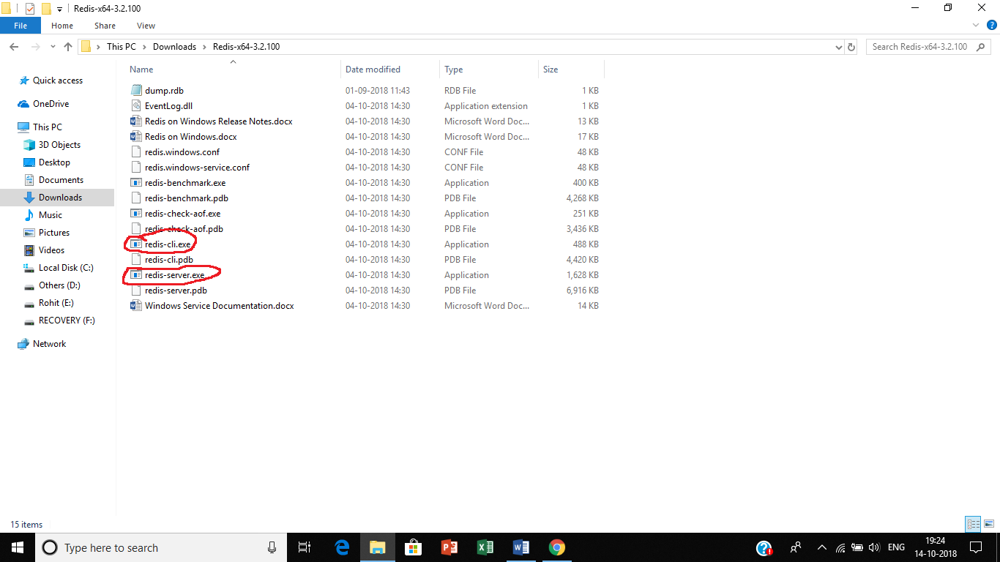 Redis-x64-3.2.100
File Home Share View
This PC Downloads Redis-x64-3.2.100 Search Redis-x64-3.2.100
Quick access
OneDrive
This PC
3D Objects
Desktop
Documents
Downloads
Music
Pictures
Videos
Local Disk (C:)
Others (D:)
Rohit (E:)
RECOVERY (F:)
Network
Name Date modified Type Size
dump.rdb 01-09-2018 11:43 RDB File 1 KB
EventLog.dll 04-10-2018 14:30 Application extension 1 KB
Redis on Windows Release Notes.docx 04-10-2018 14:30 Microsoft Word Doc... 13 KB
Redis on Windows.docx 04-10-2018 14:30 Microsoft Word Doc... 17 KB
redis.windows.conf 04-10-2018 14:30 CONF File 48 KB
redis.windows-service.conf 04-10-2018 14:30 CONF File 48 KB
redis-benchmark.exe 04-10-2018 14:30 Application 400 KB
redis-benchmark.pdb 04-10-2018 14:30 PDB File 4,268 KB
redis-check-aof.exe 04-10-2018 14:30 Application 251 KB
redis-check-aof.pdb 04-10-2018 14:30 PDB File 3,436 KB
redis-cli.exe 04-10-2018 14:30 Application 488 KB
redis-cli.pdb 04-10-2018 14:30 PDB File 4,420 KB
redis-server.exe 04-10-2018 14:30 Application 1,628 KB
redis-server.pdb 04-10-2018 14:30 PDB File 6,916 KB
Windows Service Documentation.docx 04-10-2018 14:30 Microsoft Word Doc... 14 KB
15 items
Type here to search
ENG
19:24
14-10-2018